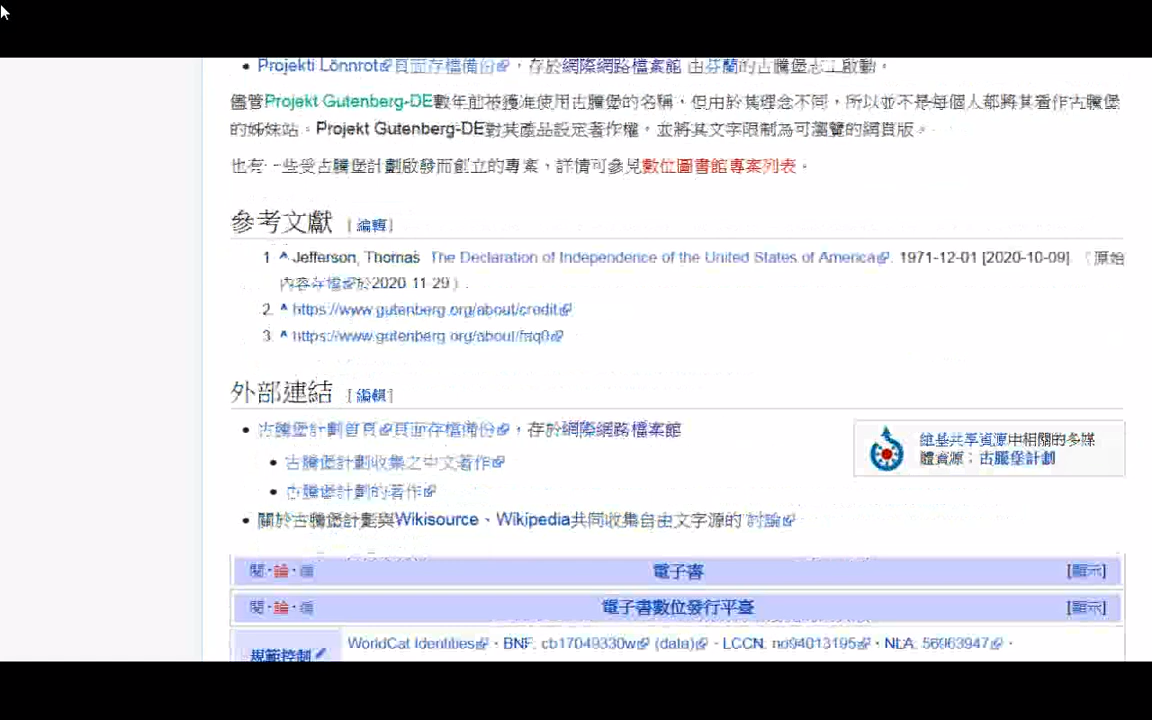 Projekti Lönnrot頁面存檔備份，存於網際網路檔案館 由芬蘭的古騰堡志工啟動。
儘管Projekt Gutenberg-DE數年前被獲准使用古騰堡的名稱，但由於其理念不同，所以並不是每個人都將其看作古騰堡
的姊妹站。Projekt Gutenberg-DE對其產品設定著作權，並將其文字限制為可瀏覽的網頁版。
也有一些受古騰堡計劃啟發而創立的專案、詳情可參見數位圖書館專案列表。
參考文獻 [編輯]
1. ^ Jefferson, Thomas. The Declaration of Independence of the United States of America. 1971-12-01 [2020-10-09]. （原始
內容存檔於2020-11-29）.
2. ^ https://www.gutenberg.org/about/credit
3. ^ https://www.gutenberg.org/about/faq0
外部連結 [編輯]
古騰堡計劃首頁頁面存檔備份，存於網際網路檔案館
維基共享資源中相關的多媒
體資源：古騰堡計劃
古騰堡計劃收集之中文著作
古騰堡計劃的著作
關於古騰堡計劃與Wikisource、Wikipedia共同收集自由文字源的 討論
閱·論·編 電子書 [顯示]
閱·論·編 電子書數位發行平臺 [顯示]
規範控制 WorldCat Identities · BNF: cb17049330w (data) · LCCN: no94013195 · NLA: 56963947 ·